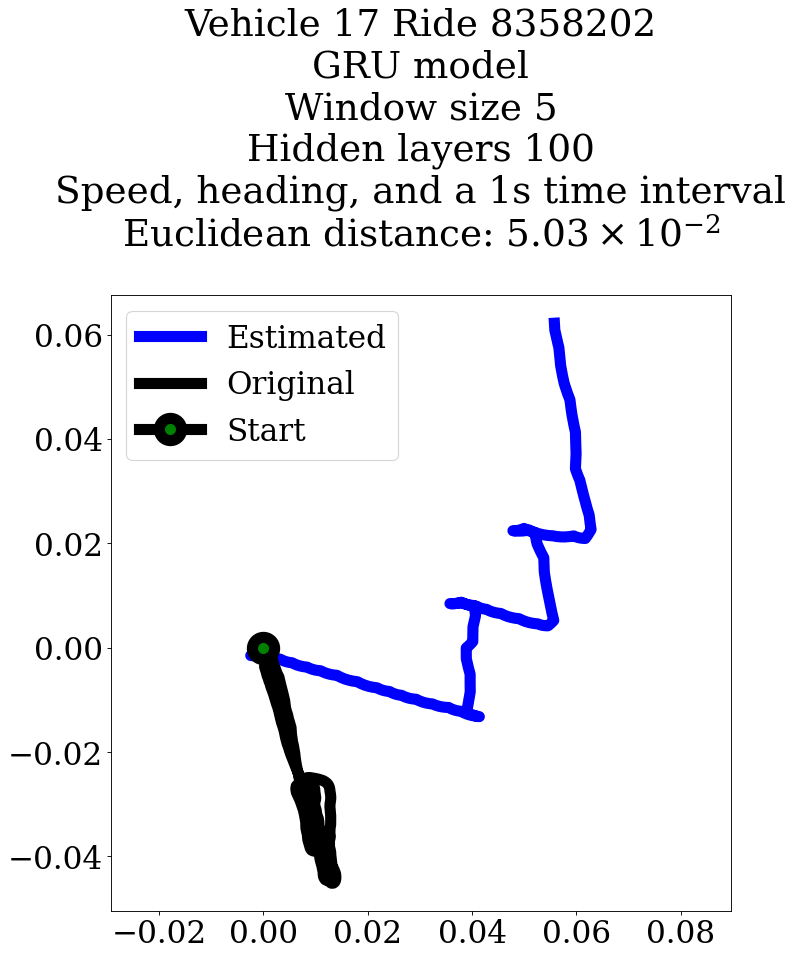 Vehicle 17 Ride 8358202
GRU model
Window size 5
Hidden layers 100
Speed, heading, and a 1s time interval
Euclidean distance: 5.03 × 10⁻²
Estimated
Original
Start
0.06
0.04
0.02
0.00
−0.02
−0.04
−0.02 0.00 0.02 0.04 0.06 0.08